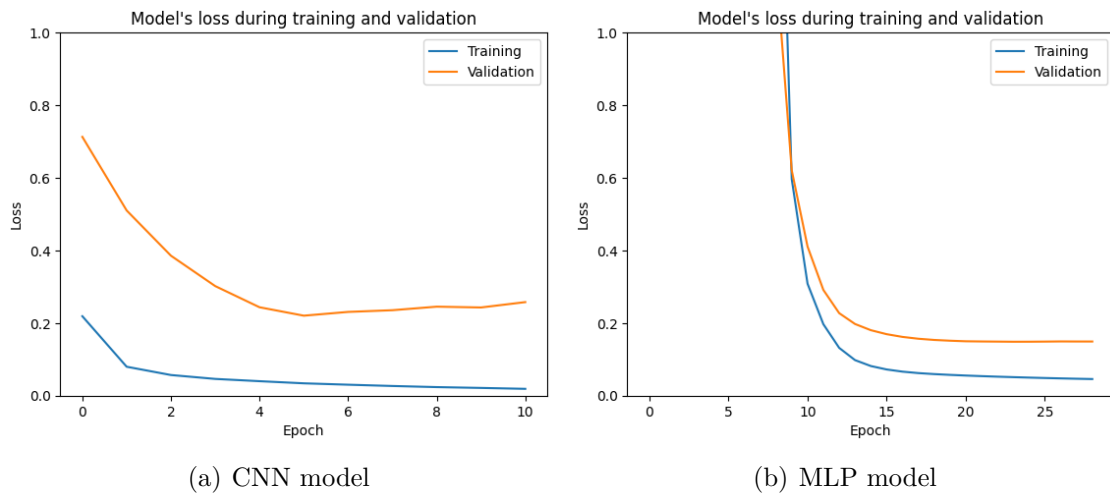 Model's loss during training and validation
1.0
0.8
0.6
0.4
0.2
0.0
Loss
Training
Validation
0 2 4 6 8 10
Epoch
(a) CNN model
Model's loss during training and validation
1.0
0.8
0.6
0.4
0.2
0.0
Loss
Training
Validation
0 5 10 15 20 25
Epoch
(b) MLP model